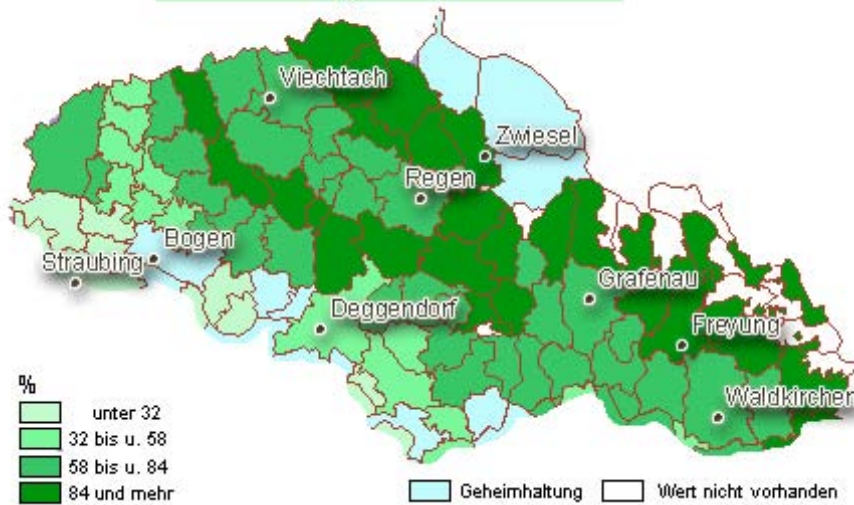 Viechtach
Zwiesel
Regen
Bogen
Straubing
Grafenau
Deggendorf
Freyung
Waldkirchen
%
unter 32
32 bis u. 58
58 bis u. 84
84 und mehr
Geheimhaltung
Wert nicht vorhanden